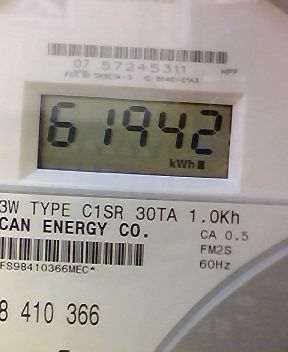 07 57245311
61942
kWh
3W TYPE C1SR 30TA 1.0Kh
CAN ENERGY CO. CA 0.5
FM2S
FS98410366MEC* 60Hz
8 410 366